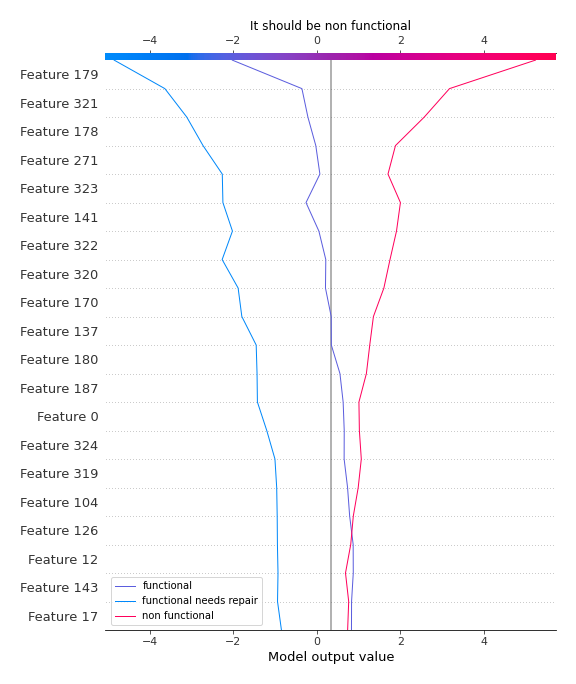 It should be non functional
−4 −2 0 2 4
Feature 179
Feature 321
Feature 178
Feature 271
Feature 323
Feature 141
Feature 322
Feature 320
Feature 170
Feature 137
Feature 180
Feature 187
Feature 0
Feature 324
Feature 319
Feature 104
Feature 126
Feature 12
Feature 143
Feature 17
functional
functional needs repair
non functional
−4 −2 0 2 4
Model output value